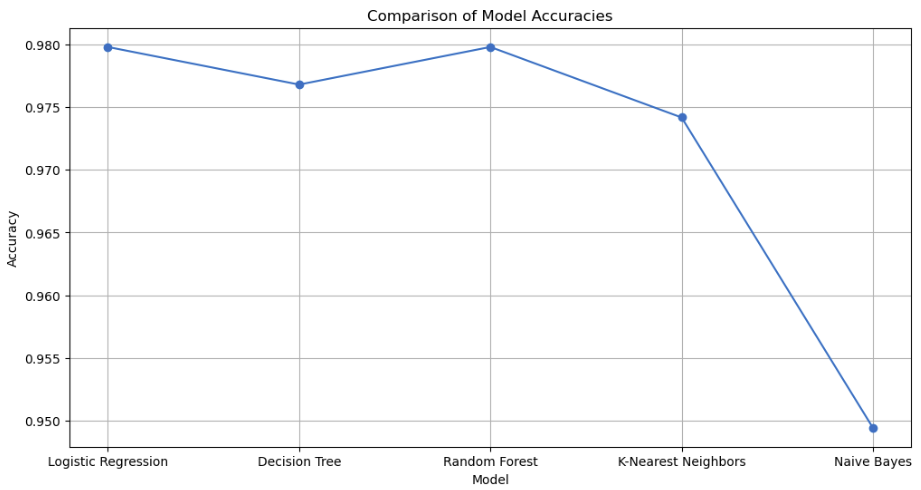 Comparison of Model Accuracies
0.980
0.975
0.970
0.965
0.960
0.955
0.950
Accuracy
Logistic Regression
Decision Tree
Random Forest
K-Nearest Neighbors
Naive Bayes
Model